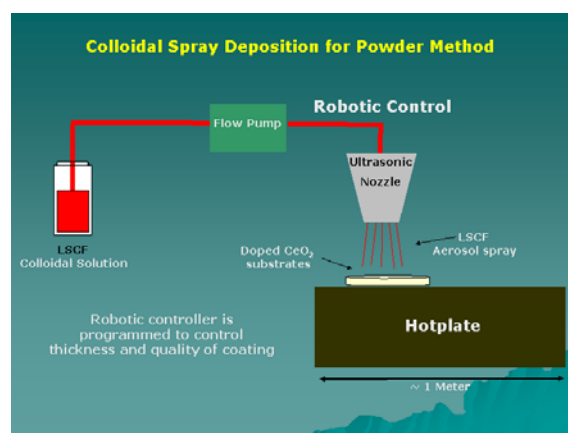 Colloidal Spray Deposition for Powder Method
Robotic Control
Flow Pump
Ultrasonic
Nozzle
LSCF
Colloidal Solution
Doped CeO₂
substrates
LSCF
Aerosol spray
Robotic controller is
programmed to control
thickness and quality of coating
Hotplate
~ 1 Meter